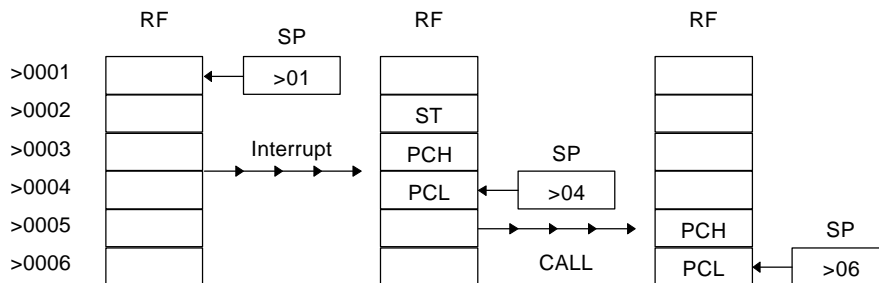 RF RF RF
SP
>0001 >01
>0002 ST
>0003 Interrupt PCH SP
>0004 PCL >04
>0005 PCH SP
>0006 CALL PCL >06